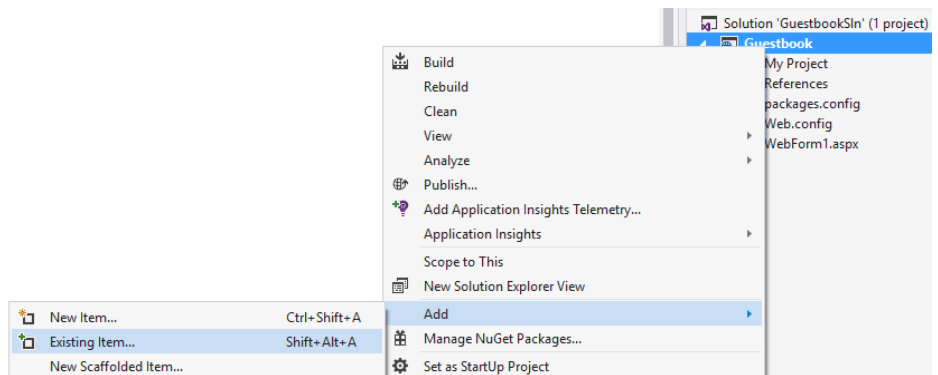 Solution 'GuestbookSln' (1 project)
Guestbook
My Project
References
packages.config
Web.config
WebForm1.aspx
Build
Rebuild
Clean
View
Analyze
Publish...
Add Application Insights Telemetry...
Application Insights
Scope to This
New Solution Explorer View
Add
Manage NuGet Packages...
Set as StartUp Project
New Item... Ctrl+Shift+A
Existing Item... Shift+Alt+A
New Scaffolded Item...